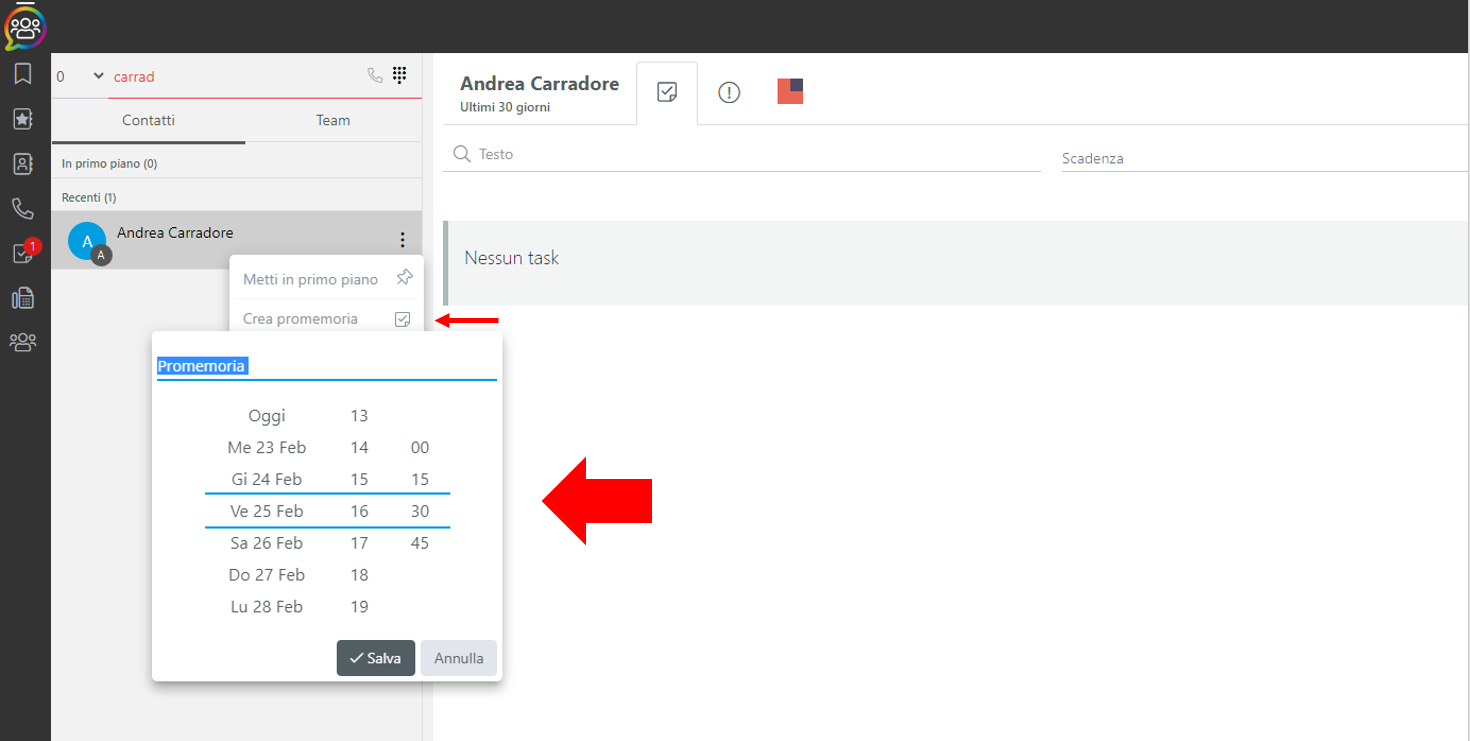 0 carrad
Contatti Team
In primo piano (0)
Recenti (1)
A
A
Andrea Carradore
1
Metti in primo piano
Crea promemoria
Promemoria
Oggi 13
Me 23 Feb 14 00
Gi 24 Feb 15 15
Ve 25 Feb 16 30
Sa 26 Feb 17 45
Do 27 Feb 18
Lu 28 Feb 19
Salva Annulla
Andrea Carradore
Ultimi 30 giorni
Testo Scadenza
Nessun task